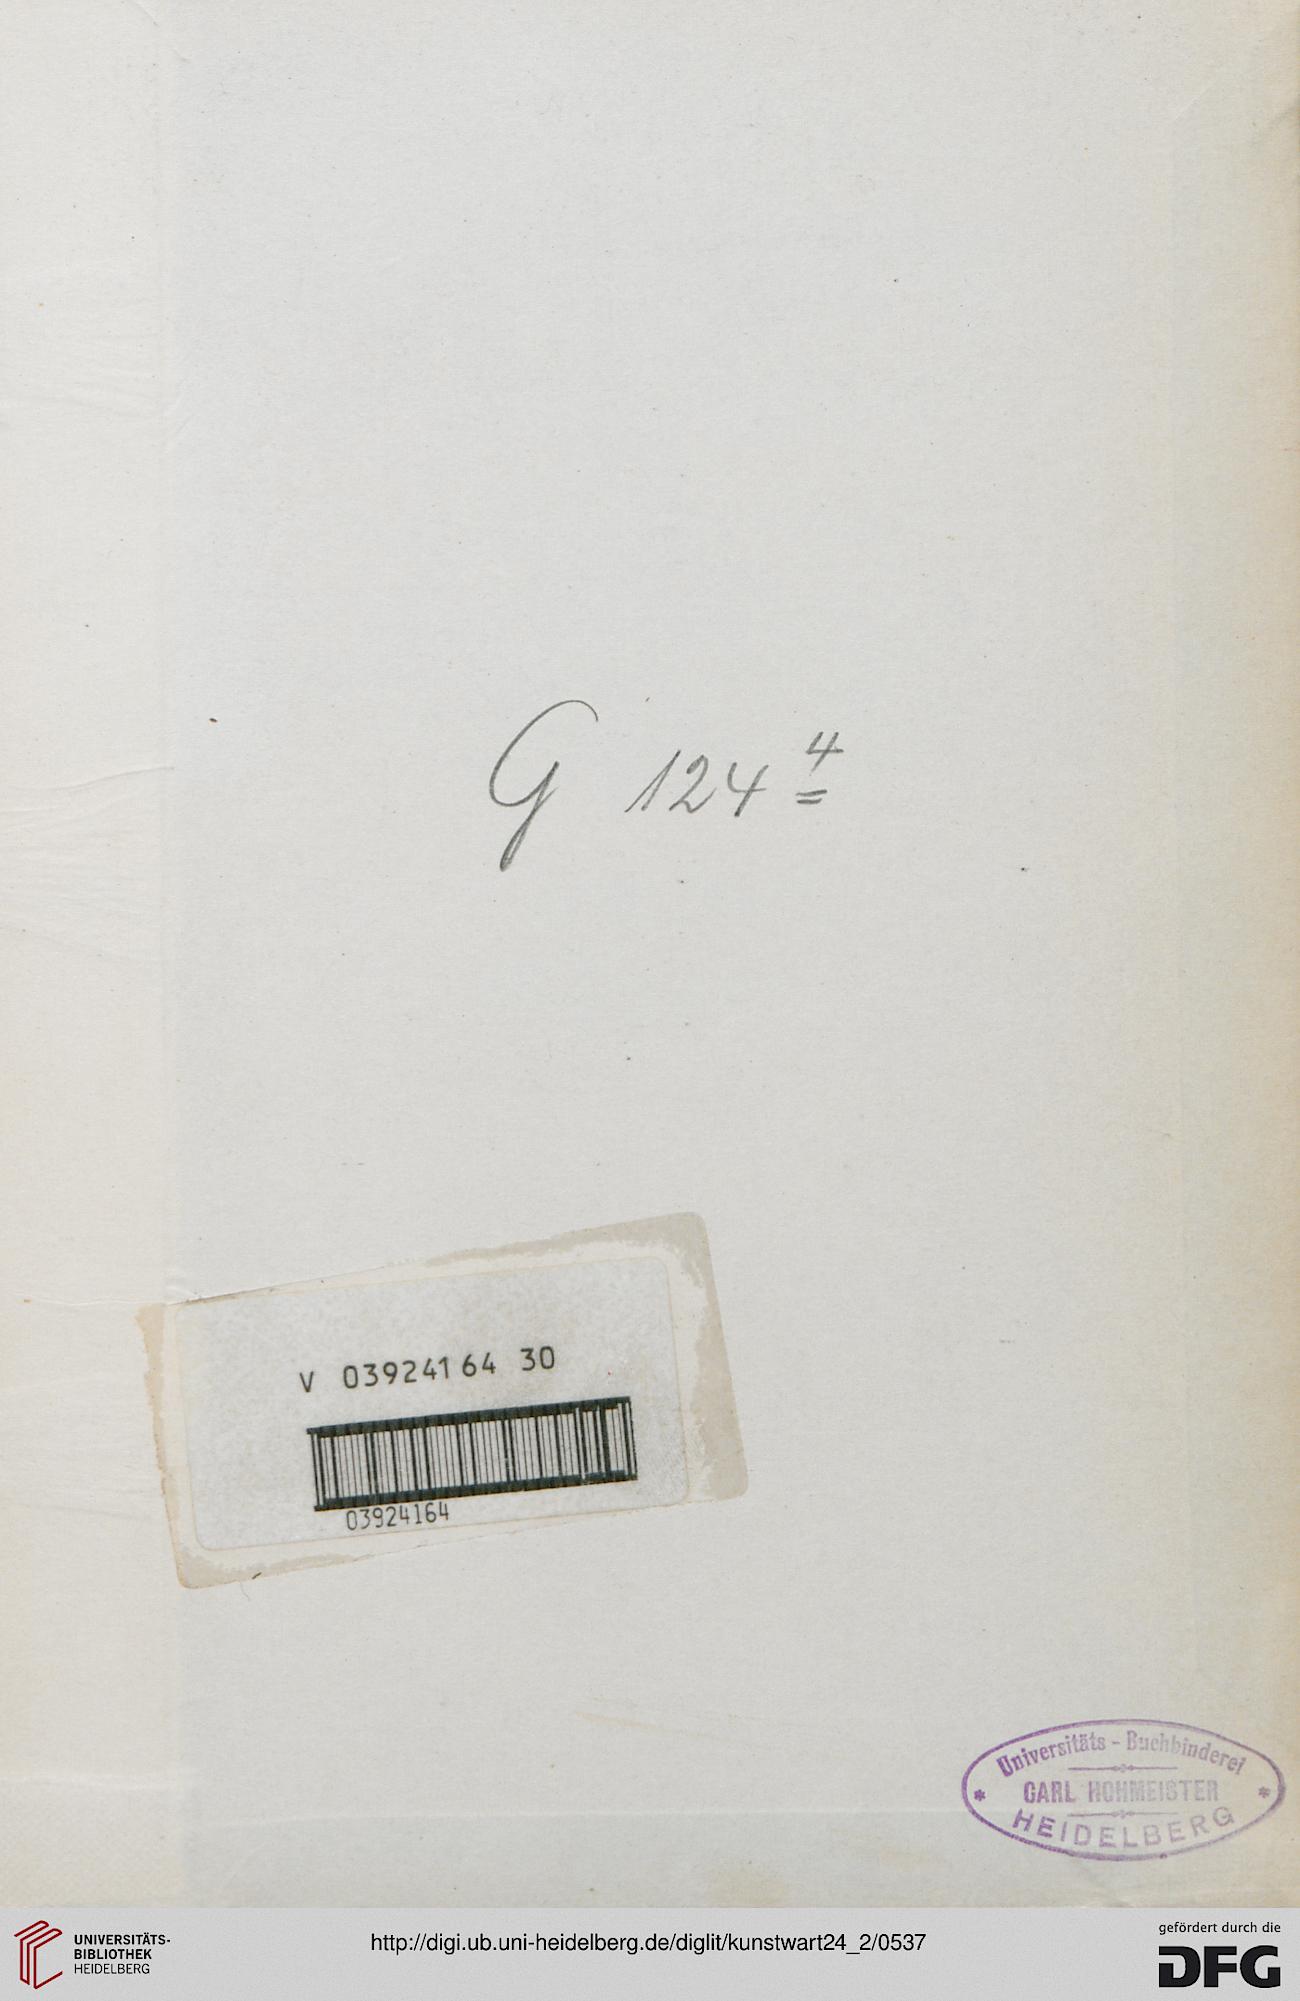 G 124 4
V 03924164 30
03924164
Universitäts - Buchbinderei
CARL HOHMEISTER
HEIDELBERG
UNIVERSITÄTS-
BIBLIOTHEK
HEIDELBERG
http://digi.ub.uni-heidelberg.de/diglit/kunstwart24_2/0537
gefördert durch die
DFG